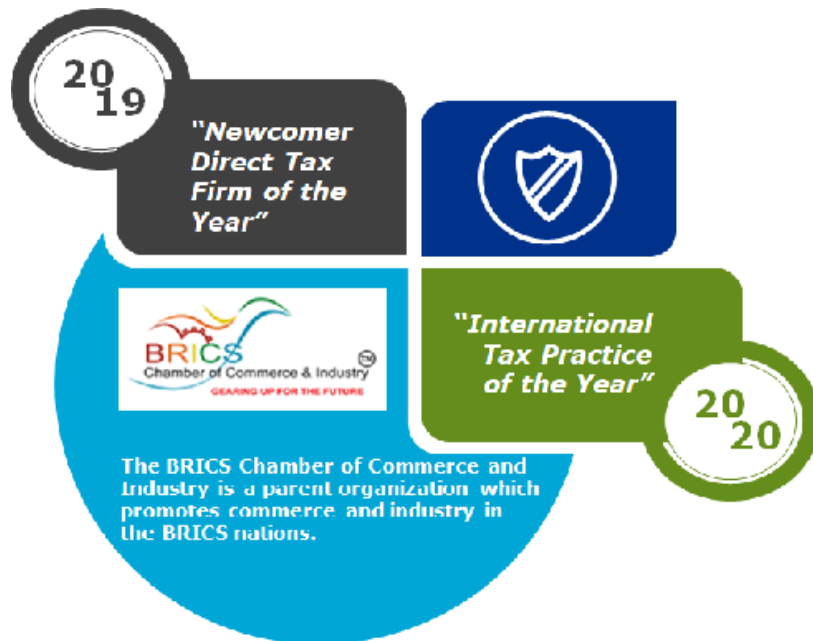 20
19
“Newcomer
Direct Tax
Firm of the
Year”
BRICS
TM
Chamber of Commerce & Industry
GEARING UP FOR THE FUTURE
“International
Tax Practice
of the Year”
20
20
The BRICS Chamber of Commerce and
Industry is a parent organization which
promotes commerce and industry in
the BRICS nations.